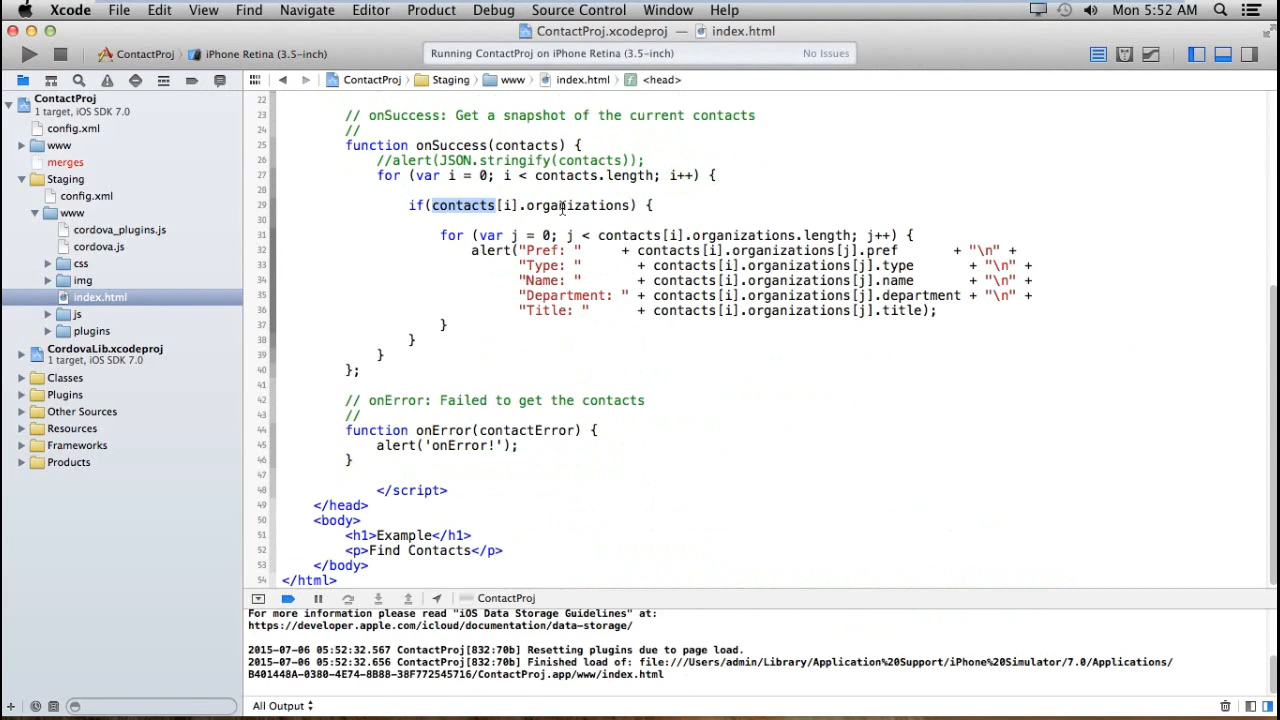 Xcode File Edit View Find Navigate Editor Product Debug Source Control Window Help Mon 5:52 AM
ContactProj.xcodeproj — index.html
ContactProj iPhone Retina (3.5-inch) Running ContactProj on iPhone Retina (3.5-inch) No Issues
ContactProj Staging www index.html <head>
ContactProj
1 target, iOS SDK 7.0
config.xml
www
merges
Staging
config.xml
www
cordova_plugins.js
cordova.js
css
img
index.html
js
plugins
CordovaLib.xcodeproj
1 target, iOS SDK 7.0
Classes
Plugins
Other Sources
Resources
Frameworks
Products
22
23 // onSuccess: Get a snapshot of the current contacts
24 //
25 function onSuccess(contacts) {
26 //alert(JSON.stringify(contacts));
27 for (var i = 0; i < contacts.length; i++) {
28
29 if(contacts[i].organizations) {
30
31 for (var j = 0; j < contacts[i].organizations.length; j++) {
32 alert("Pref: " + contacts[i].organizations[j].pref + "\n" +
33 "Type: " + contacts[i].organizations[j].type + "\n" +
34 "Name: " + contacts[i].organizations[j].name + "\n" +
35 "Department: " + contacts[i].organizations[j].department + "\n" +
36 "Title: " + contacts[i].organizations[j].title);
37 }
38 }
39 }
40 };
41
42 // onError: Failed to get the contacts
43 //
44 function onError(contactError) {
45 alert('onError!');
46 }
47
48 </script>
49 </head>
50 <body>
51 <h1>Example</h1>
52 <p>Find Contacts</p>
53 </body>
54 </html>
ContactProj
For more information please read "iOS Data Storage Guidelines" at:
https://developer.apple.com/icloud/documentation/data-storage/
2015-07-06 05:52:32.567 ContactProj[832:70b] Resetting plugins due to page load.
2015-07-06 05:52:32.656 ContactProj[832:70b] Finished load of: file:///Users/admin/Library/Application%20Support/iPhone%20Simulator/7.0/Applications/
B401448A-0380-4E74-8B88-38F772545716/ContactProj.app/www/index.html
All Output